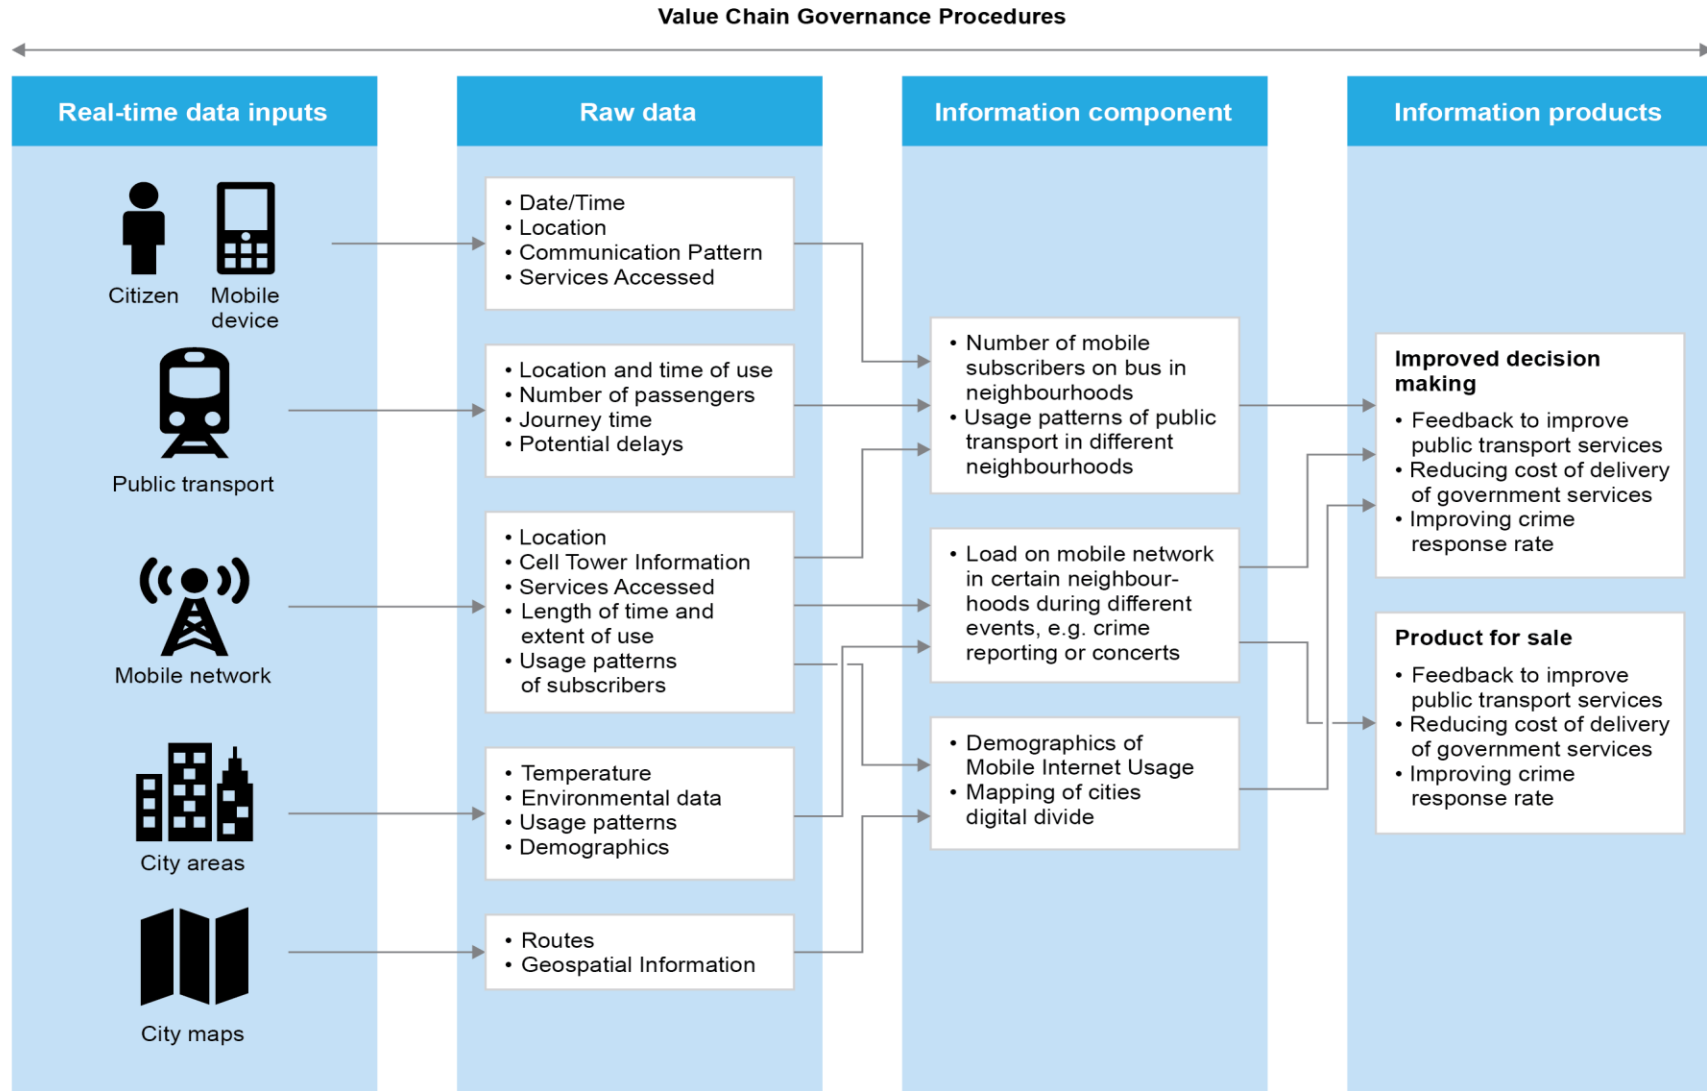 Value Chain Governance Procedures
Real-time data inputs
Citizen
Mobile
device
Public transport
Mobile network
City areas
City maps
Raw data
• Date/Time
• Location
• Communication Pattern
• Services Accessed
• Location and time of use
• Number of passengers
• Journey time
• Potential delays
• Location
• Cell Tower Information
• Services Accessed
• Length of time and
extent of use
• Usage patterns
of subscribers
• Temperature
• Environmental data
• Usage patterns
• Demographics
• Routes
• Geospatial Information
Information component
• Number of mobile
subscribers on bus in
neighbourhoods
• Usage patterns of public
transport in different
neighbourhoods
• Load on mobile network
in certain neighbour-
hoods during different
events, e.g. crime
reporting or concerts
• Demographics of
Mobile Internet Usage
• Mapping of cities
digital divide
Information products
Improved decision
making
• Feedback to improve
public transport services
• Reducing cost of delivery
of government services
• Improving crime
response rate
Product for sale
• Feedback to improve
public transport services
• Reducing cost of delivery
of government services
• Improving crime
response rate